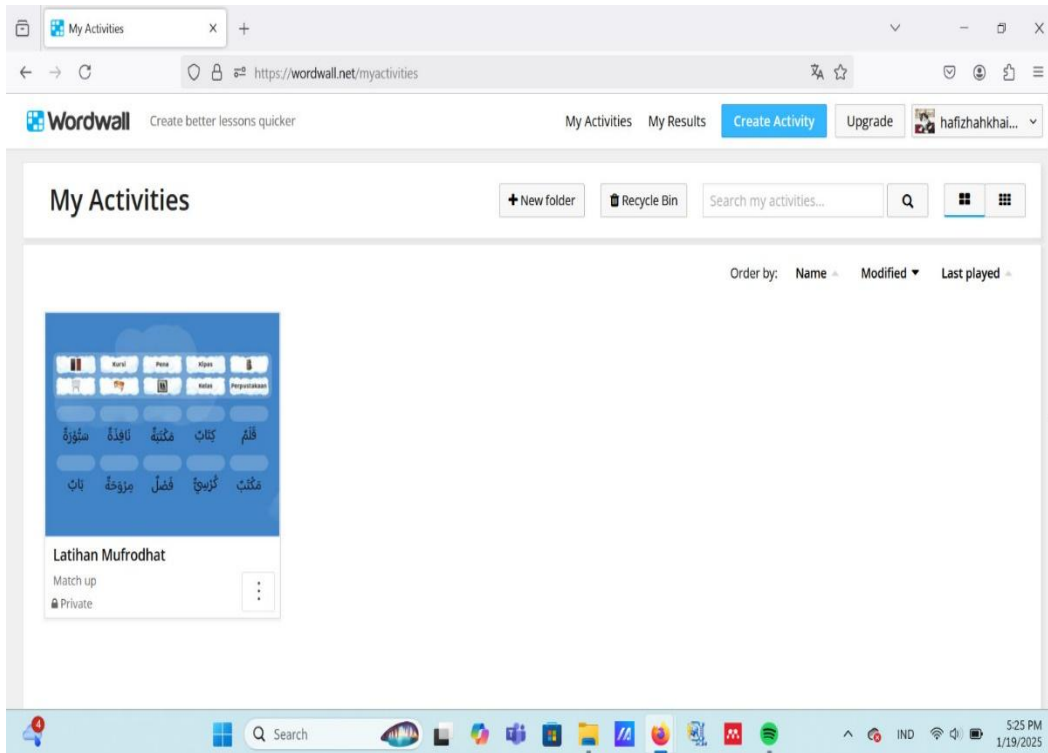 My Activities
https://wordwall.net/myactivities
Wordwall Create better lessons quicker My Activities My Results Create Activity Upgrade hafizhahkhai...
My Activities New folder Recycle Bin Search my activities...
Order by: Name Modified Last played
Kursi Pena Kipas
Kelas Perpustakaan
قَلَمٌ كِتَابٌ مَكْتَبَةٌ نَافِذَةٌ سَبُّوْرَةٌ
مَكْتَبٌ كُرْسِيٌّ فَصْلٌ مِرْوَحَةٌ بَابٌ
Latihan Mufrodhat
Match up
Private
4 Search IND 5:25 PM
1/19/2025